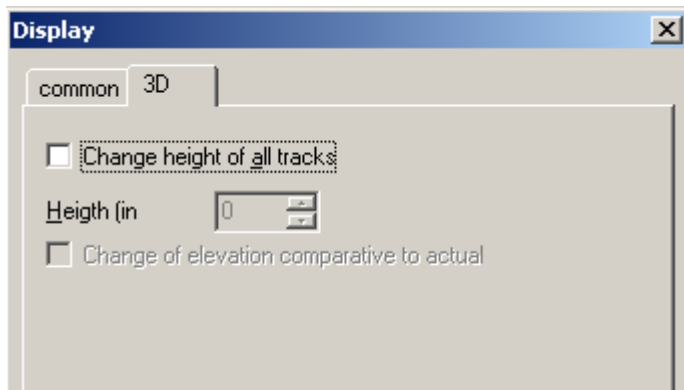 Display
common 3D
Change height of all tracks
Heigth (in 0
Change of elevation comparative to actual